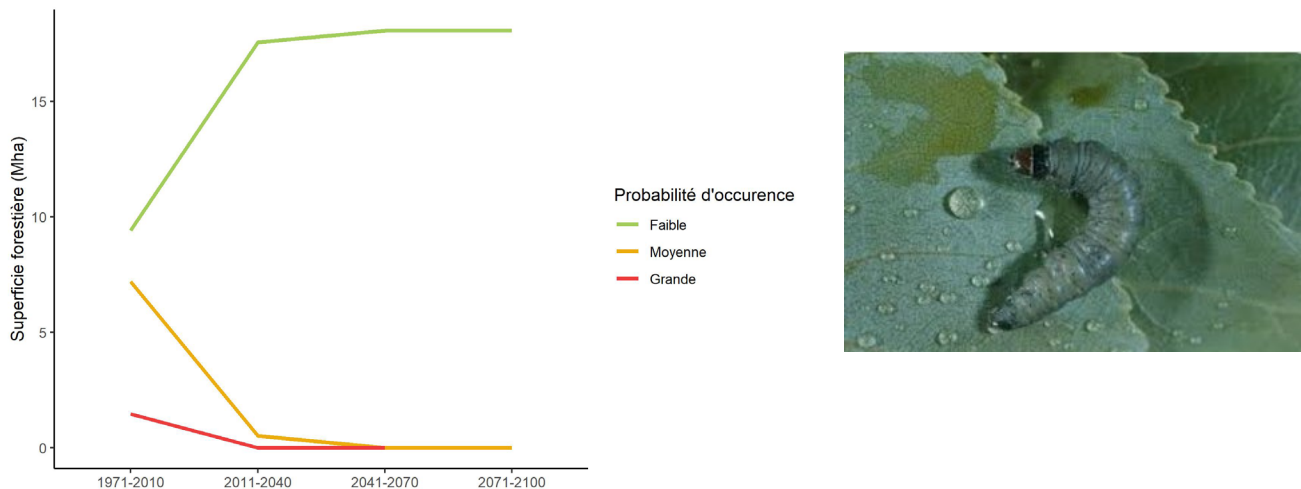 Superficie forestière (Mha)
15
10
5
0
1971-2010
2011-2040
2041-2070
2071-2100
Probabilité d'occurence
Faible
Moyenne
Grande